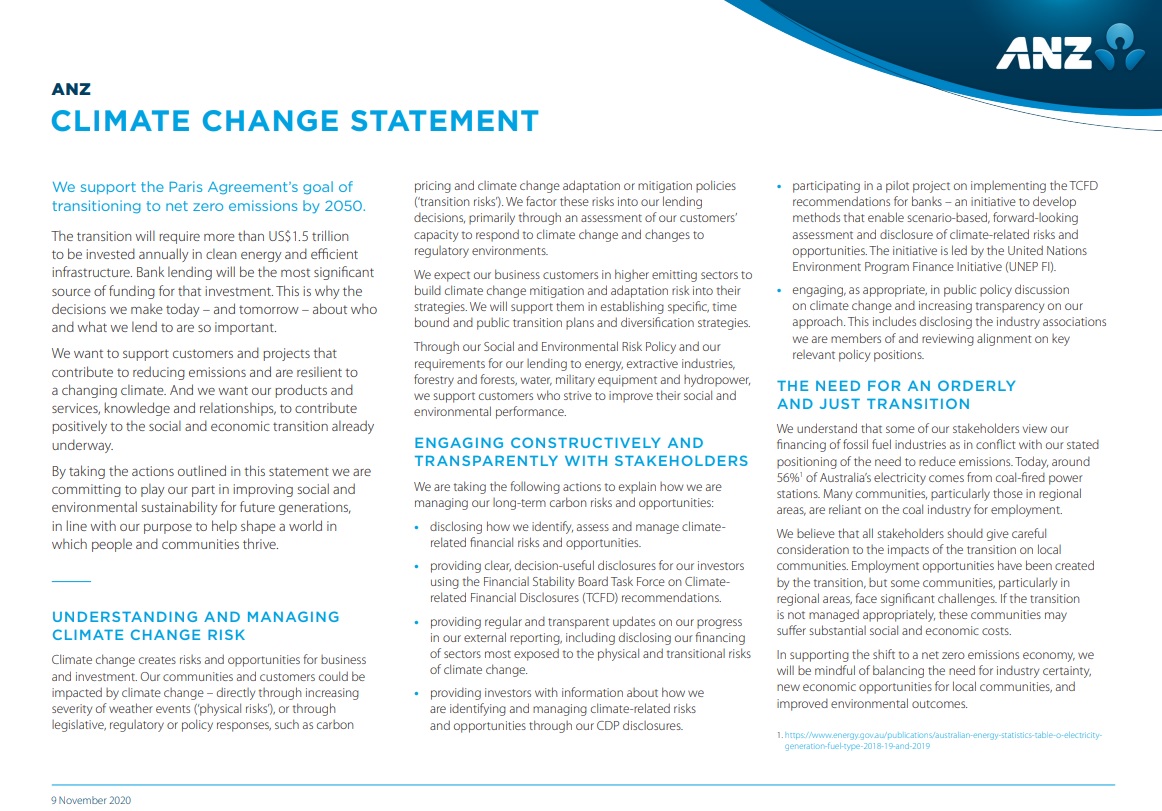 ANZ
ANZ
CLIMATE CHANGE STATEMENT
We support the Paris Agreement's goal of
transitioning to net zero emissions by 2050.
The transition will require more than US$1.5 trillion
to be invested annually in clean energy and efficient
infrastructure. Bank lending will be the most significant
source of funding for that investment. This is why the
decisions we make today – and tomorrow – about who
and what we lend to are so important.
We want to support customers and projects that
contribute to reducing emissions and are resilient to
a changing climate. And we want our products and
services, knowledge and relationships, to contribute
positively to the social and economic transition already
underway.
By taking the actions outlined in this statement we are
committing to play our part in improving social and
environmental sustainability for future generations,
in line with our purpose to help shape a world in
which people and communities thrive.
UNDERSTANDING AND MANAGING
CLIMATE CHANGE RISK
Climate change creates risks and opportunities for business
and investment. Our communities and customers could be
impacted by climate change – directly through increasing
severity of weather events ('physical risks'), or through
legislative, regulatory or policy responses, such as carbon
pricing and climate change adaptation or mitigation policies
('transition risks'). We factor these risks into our lending
decisions, primarily through an assessment of our customers'
capacity to respond to climate change and changes to
regulatory environments.
We expect our business customers in higher emitting sectors to
build climate change mitigation and adaptation risk into their
strategies. We will support them in establishing specific, time
bound and public transition plans and diversification strategies.
Through our Social and Environmental Risk Policy and our
requirements for our lending to energy, extractive industries,
forestry and forests, water, military equipment and hydropower,
we support customers who strive to improve their social and
environmental performance.
ENGAGING CONSTRUCTIVELY AND
TRANSPARENTLY WITH STAKEHOLDERS
We are taking the following actions to explain how we are
managing our long-term carbon risks and opportunities:
• disclosing how we identify, assess and manage climate-
related financial risks and opportunities.
• providing clear, decision-useful disclosures for our investors
using the Financial Stability Board Task Force on Climate-
related Financial Disclosures (TCFD) recommendations.
• providing regular and transparent updates on our progress
in our external reporting, including disclosing our financing
of sectors most exposed to the physical and transitional risks
of climate change.
• providing investors with information about how we
are identifying and managing climate-related risks
and opportunities through our CDP disclosures.
• participating in a pilot project on implementing the TCFD
recommendations for banks – an initiative to develop
methods that enable scenario-based, forward-looking
assessment and disclosure of climate-related risks and
opportunities. The initiative is led by the United Nations
Environment Program Finance Initiative (UNEP FI).
• engaging, as appropriate, in public policy discussion
on climate change and increasing transparency on our
approach. This includes disclosing the industry associations
we are members of and reviewing alignment on key
relevant policy positions.
THE NEED FOR AN ORDERLY
AND JUST TRANSITION
We understand that some of our stakeholders view our
financing of fossil fuel industries as in conflict with our stated
positioning of the need to reduce emissions. Today, around
56%¹ of Australia's electricity comes from coal-fired power
stations. Many communities, particularly those in regional
areas, are reliant on the coal industry for employment.
We believe that all stakeholders should give careful
consideration to the impacts of the transition on local
communities. Employment opportunities have been created
by the transition, but some communities, particularly in
regional areas, face significant challenges. If the transition
is not managed appropriately, these communities may
suffer substantial social and economic costs.
In supporting the shift to a net zero emissions economy, we
will be mindful of balancing the need for industry certainty,
new economic opportunities for local communities, and
improved environmental outcomes.
1. https://www.energy.gov.au/publications/australian-energy-statistics-table-o-electricity-
generation-fuel-type-2018-19-and-2019
9 November 2020